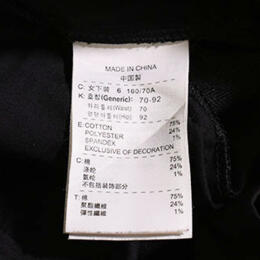 MADE IN CHINA
中国製
C: 女下裝 6 160/70A
K: 호칭(Generic): 70-92
허리둘레(Waist) 70
엉덩이둘레(Hip) 92
E: COTTON 75%
POLYESTER 24%
SPANDEX 1%
EXCLUSIVE OF DECORATION
C: 棉 75%
涤纶 24%
氨纶 1%
不包括装饰部分
T: 棉 75%
聚酯纖維 24%
彈性纖維 1%